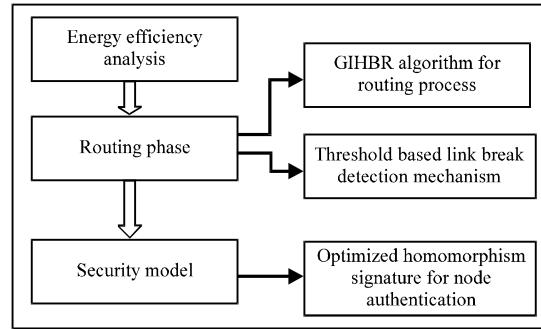 Energy efficiency
analysis
GIHBR algorithm for
routing process
Routing phase
Threshold based link break
detection mechanism
Security model
Optimized homomorphism
signature for node
authentication